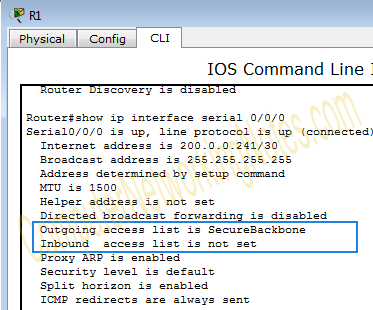 R1
Physical Config CLI
IOS Command Line I
Router Discovery is disabled
Router#show ip interface serial 0/0/0
Serial0/0/0 is up, line protocol is up (connected)
Internet address is 200.0.0.241/30
Broadcast address is 255.255.255.255
Address determined by setup command
MTU is 1500
Helper address is not set
Directed broadcast forwarding is disabled
Outgoing access list is SecureBackbone
Inbound  access list is not set
Proxy ARP is enabled
Security level is default
Split horizon is enabled
ICMP redirects are always sent
ComputerNetworkingNotes.com